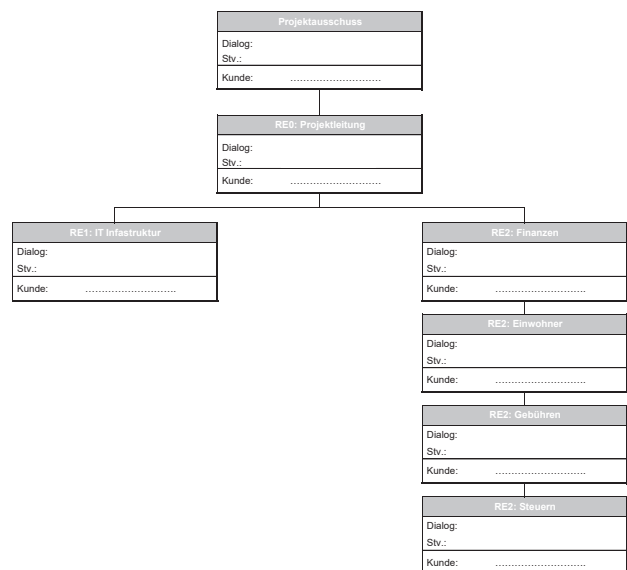 Projektausschuss
Dialog:
Stv.:
Kunde: ................................
RE0: Projektleitung
Dialog:
Stv.:
Kunde: ................................
RE1: IT Infastruktur
Dialog:
Stv.:
Kunde: ................................
RE2: Finanzen
Dialog:
Stv.:
Kunde: ................................
RE2: Einwohner
Dialog:
Stv.:
Kunde: ................................
RE2: Gebühren
Dialog:
Stv.:
Kunde: ................................
RE2: Steuern
Dialog:
Stv.:
Kunde: ................................